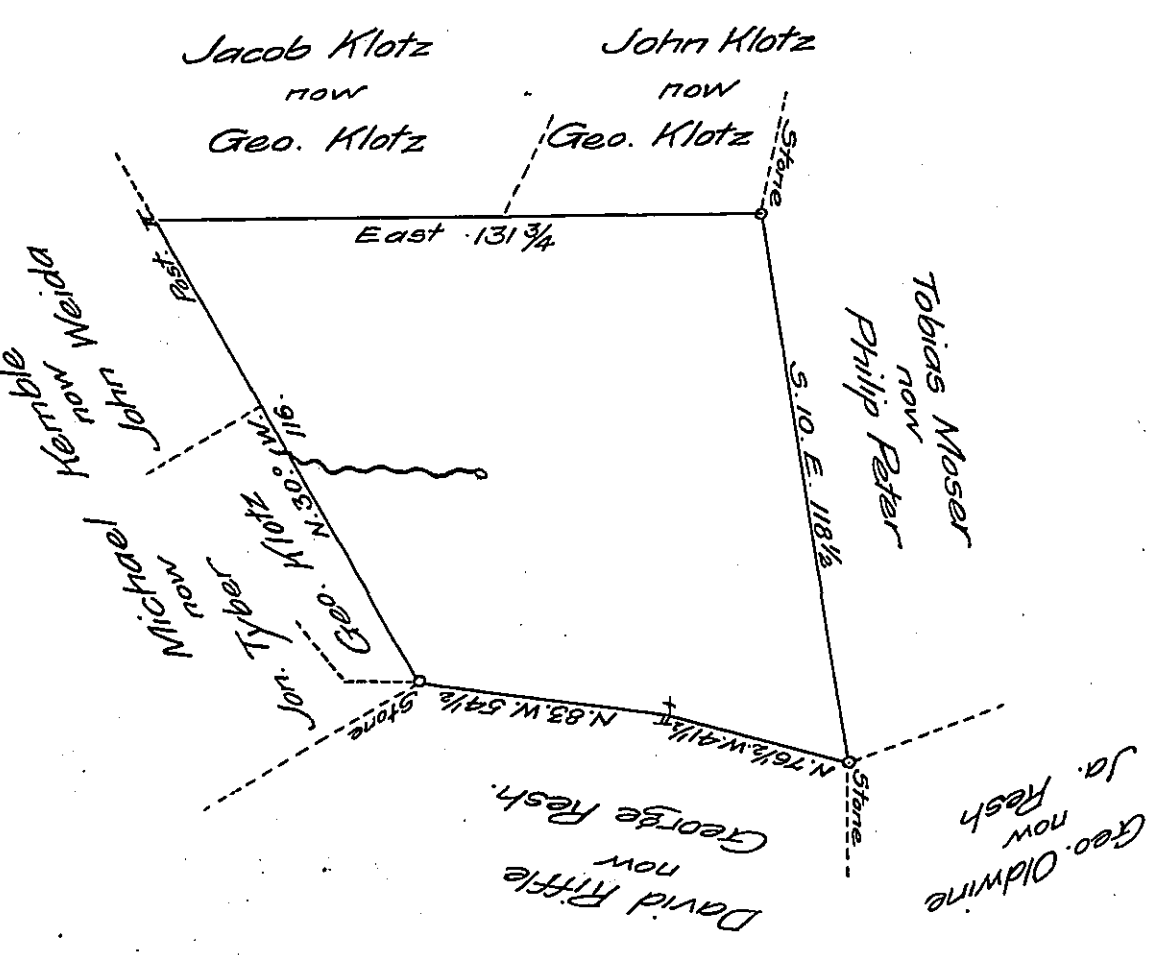 Jacob Klotz
now
Geo. Klotz
John Klotz
now
Geo. Klotz
Stone
East 131 3/4
Post.
Kemble
now
John Weida
N. 30.° W. 116.
Tobias Moser
now
Philip Peter
S. 10. E. 118 1/2
Michael
now
Jon. Tyber
Geo. Klotz
Stone
N. 83. W. 54 1/2
N. 76 1/2. W. 41 1/2
Stone
David Riffle
now
George Resh.
Geo. Oldwine
now
Ja. Resh